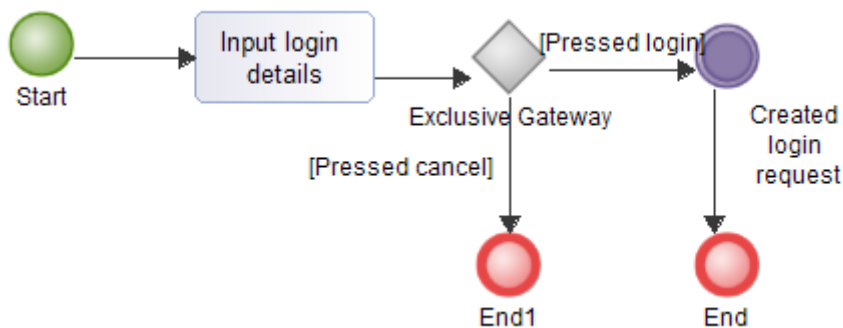 Input login
details
[Pressed login]
Start
Exclusive Gateway
Created
login
request
[Pressed cancel]
End1
End